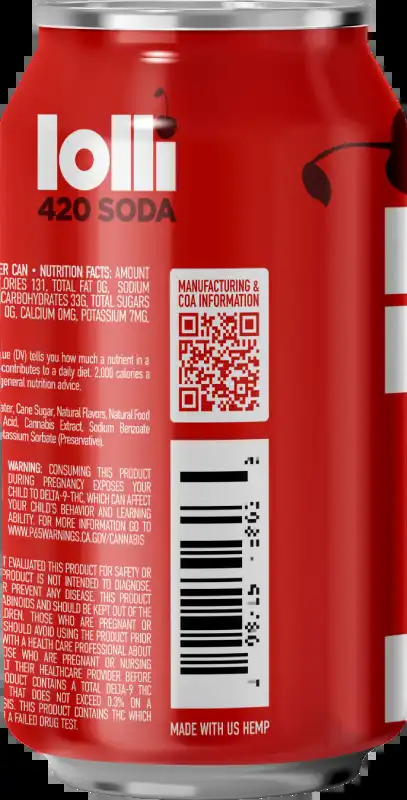 lolli
420 SODA
ER CAN • NUTRITION FACTS: AMOUNT
LORIES 131, TOTAL FAT 0G, SODIUM
CARBOHYDRATES 33G, TOTAL SUGARS
0G, CALCIUM 0MG, POTASSIUM 7MG,
ue (DV) tells you how much a nutrient in a
contributes to a daily diet. 2,000 calories a
general nutrition advice.
ater, Cane Sugar, Natural Flavors, Natural Food
Acid, Cannabis Extract, Sodium Benzoate
otassium Sorbate (Preservative).
WARNING: CONSUMING THIS PRODUCT
DURING PREGNANCY EXPOSES YOUR
CHILD TO DELTA-9-THC, WHICH CAN AFFECT
YOUR CHILD'S BEHAVIOR AND LEARNING
ABILITY. FOR MORE INFORMATION GO TO
WWW.P65WARNINGS.CA.GOV/CANNABIS
T EVALUATED THIS PRODUCT FOR SAFETY OR
PRODUCT IS NOT INTENDED TO DIAGNOSE,
R PREVENT ANY DISEASE. THIS PRODUCT
ABINOIDS AND SHOULD BE KEPT OUT OF THE
LDREN. THOSE WHO ARE PREGNANT OR
SHOULD AVOID USING THE PRODUCT PRIOR
WITH A HEALTH CARE PROFESSIONAL ABOUT
OSE WHO ARE PREGNANT OR NURSING
LT THEIR HEALTHCARE PROVIDER BEFORE
ODUCT CONTAINS A TOTAL DELTA-9 THC
THAT DOES NOT EXCEED 0.3% ON A
SIS. THIS PRODUCT CONTAINS THC WHICH
A FAILED DRUG TEST.
MANUFACTURING &
COA INFORMATION
MADE WITH US HEMP